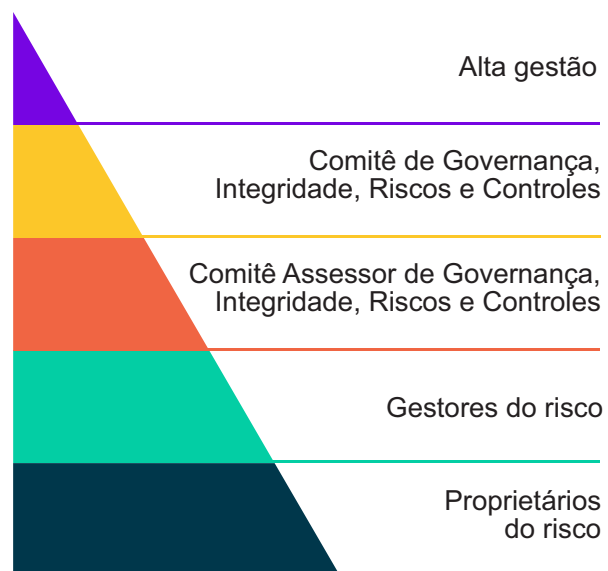 Alta gestão
Comitê de Governança,
Integridade, Riscos e Controles
Comitê Assessor de Governança,
Integridade, Riscos e Controles
Gestores do risco
Proprietários
do risco